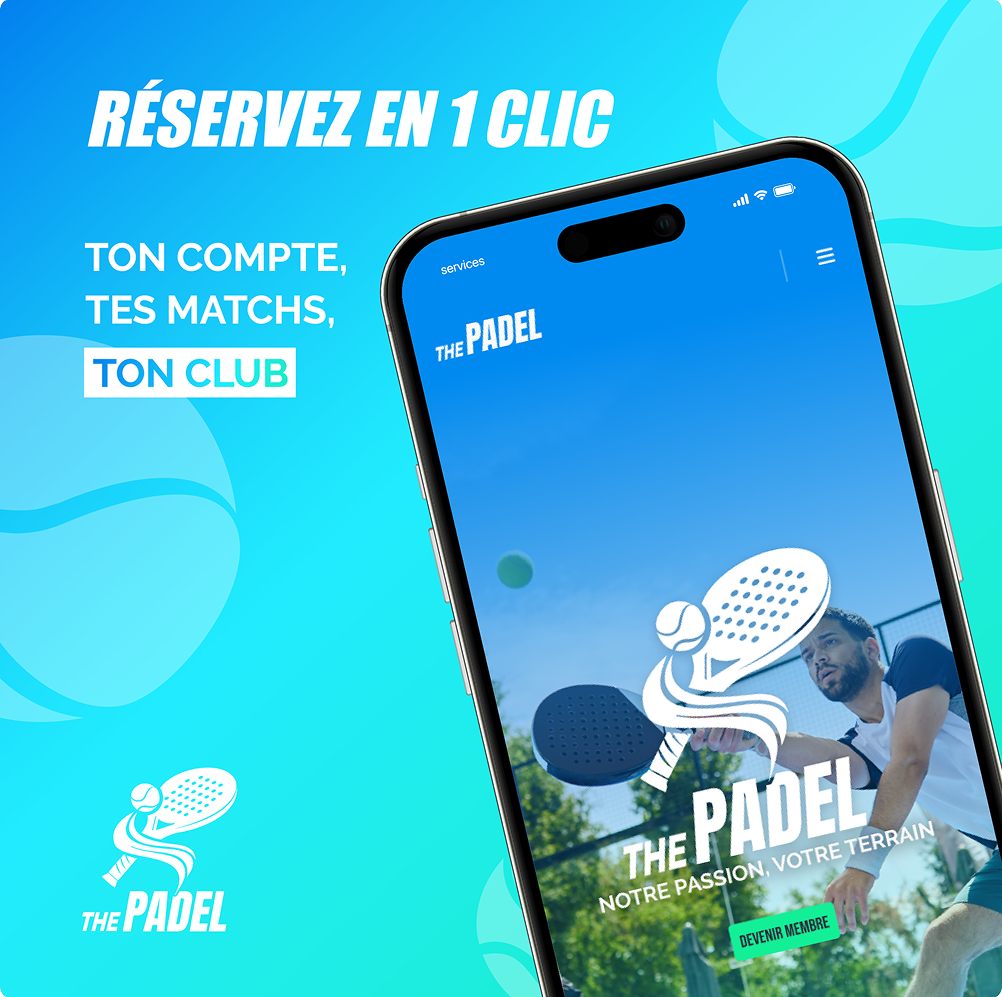 RÉSERVEZ EN 1 CLIC
TON COMPTE,
TES MATCHS,
TON CLUB
services
THE PADEL
THE PADEL
NOTRE PASSION, VOTRE TERRAIN
DEVENIR MEMBRE
THE PADEL